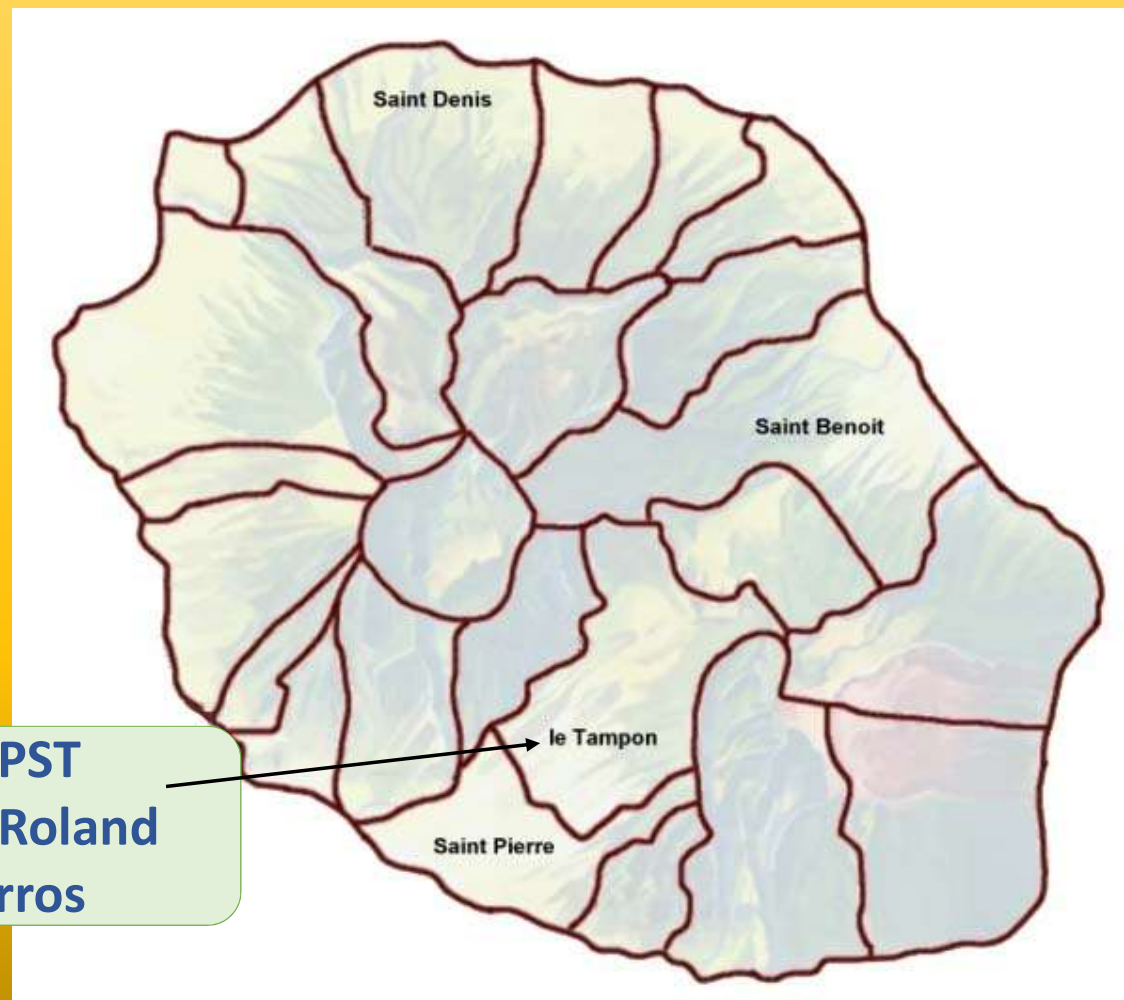 Saint Denis
Saint Benoit
le Tampon
Saint Pierre
PST
Roland
rros